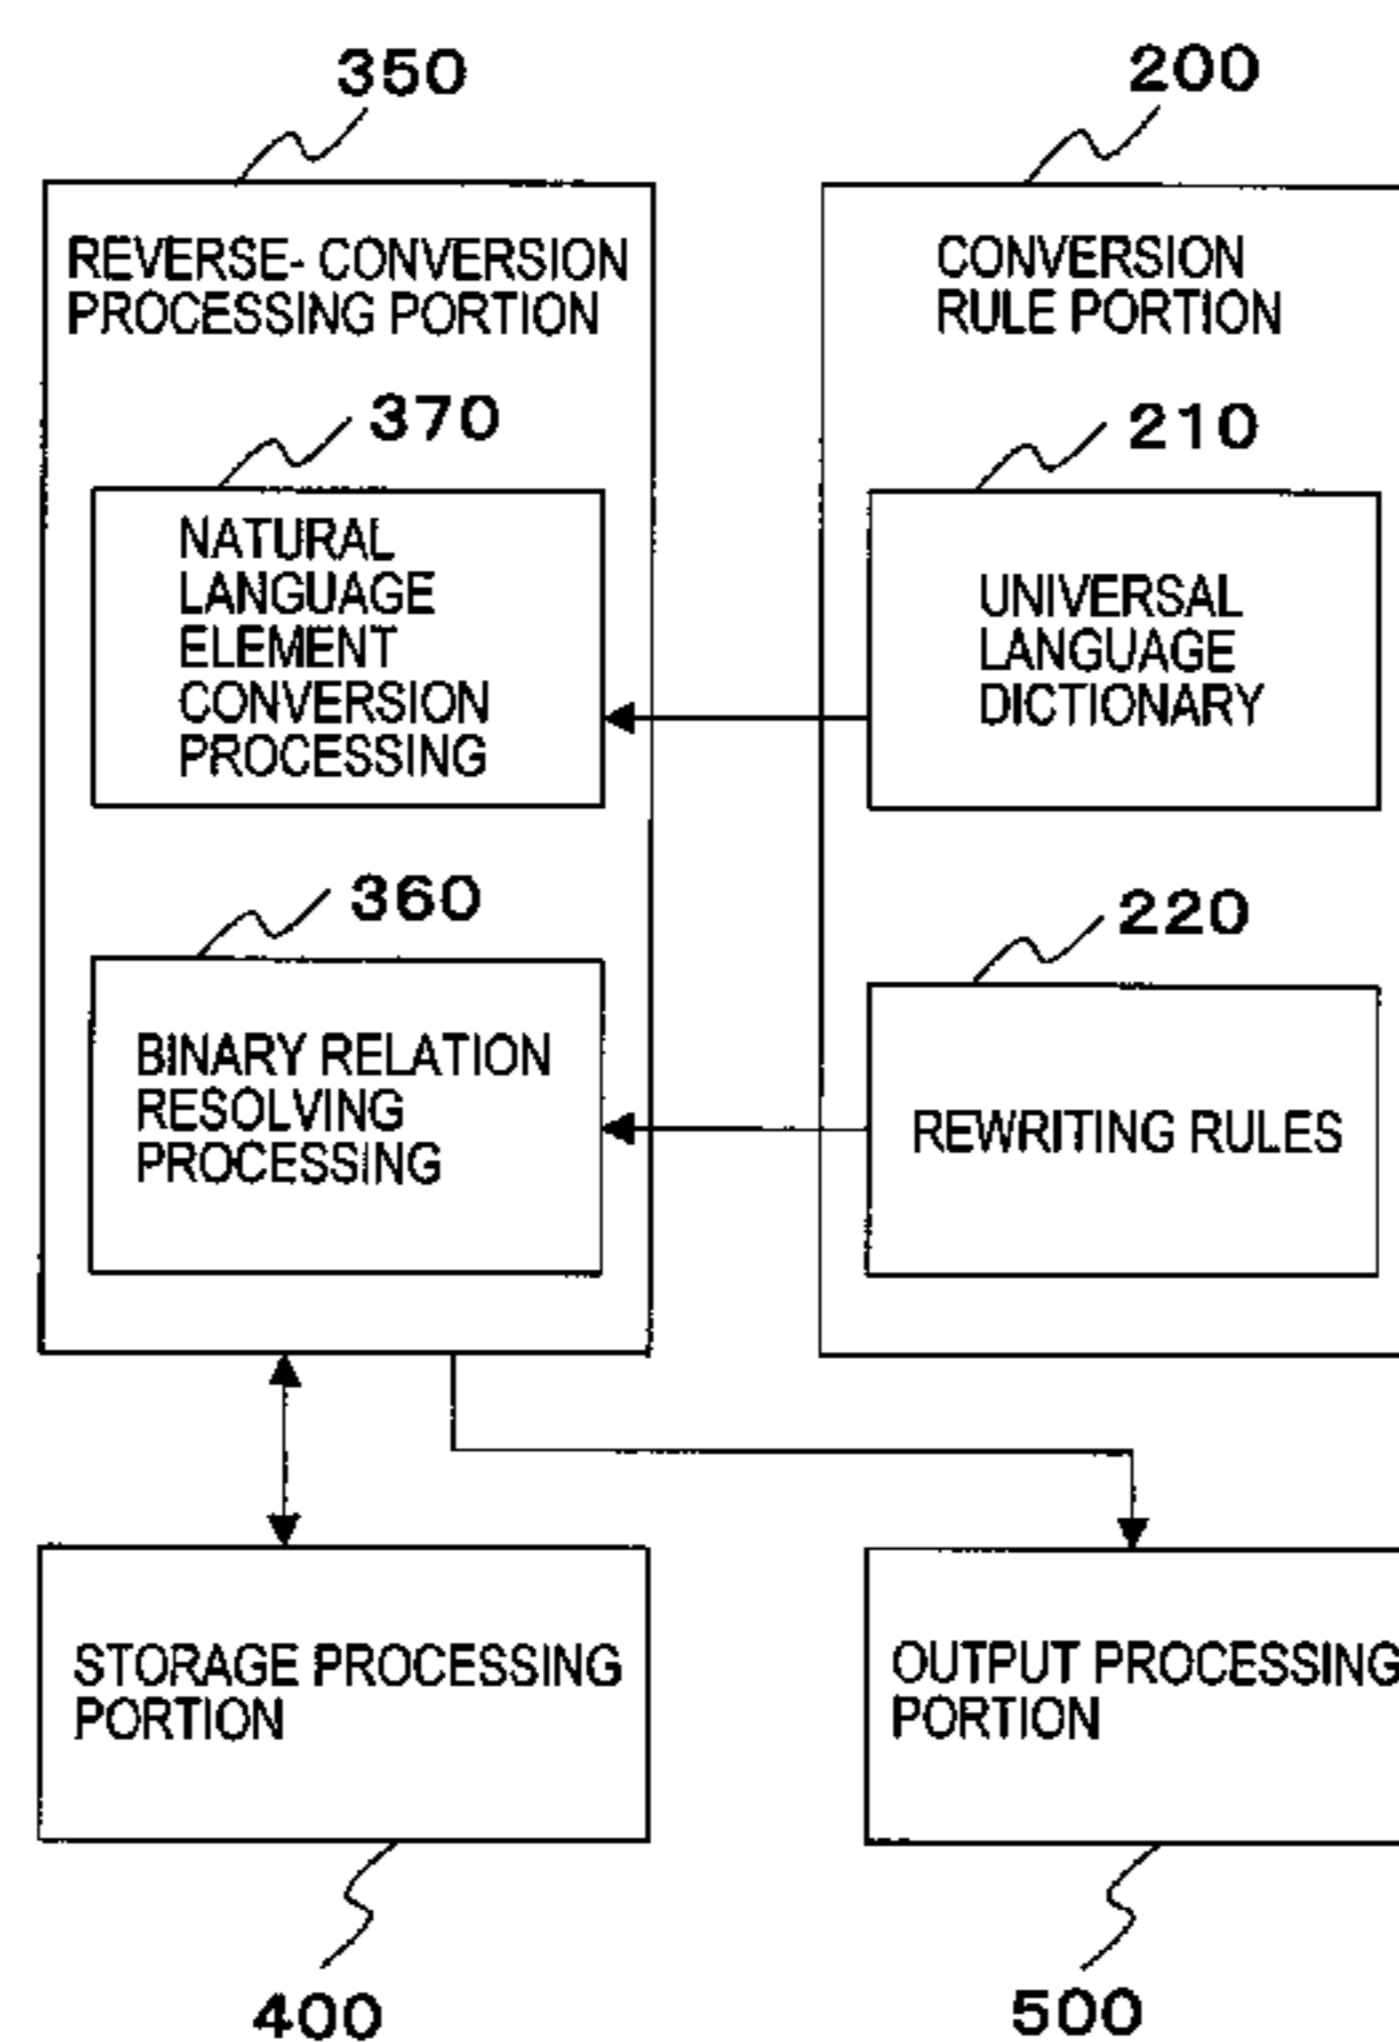 350
200
REVERSE- CONVERSION
PROCESSING PORTION
CONVERSION
RULE PORTION
370
210
NATURAL
LANGUAGE
ELEMENT
CONVERSION
PROCESSING
UNIVERSAL
LANGUAGE
DICTIONARY
360
220
BINARY RELATION
RESOLVING
PROCESSING
REWRITING RULES
STORAGE PROCESSING
PORTION
OUTPUT PROCESSING
PORTION
400
500